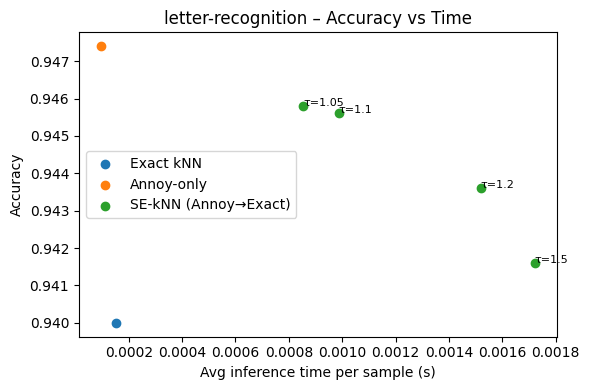 letter-recognition – Accuracy vs Time
Accuracy
0.947
0.946
0.945
0.944
0.943
0.942
0.941
0.940
τ=1.05
τ=1.1
τ=1.2
τ=1.5
Exact kNN
Annoy-only
SE-kNN (Annoy→Exact)
0.0002 0.0004 0.0006 0.0008 0.0010 0.0012 0.0014 0.0016 0.0018
Avg inference time per sample (s)